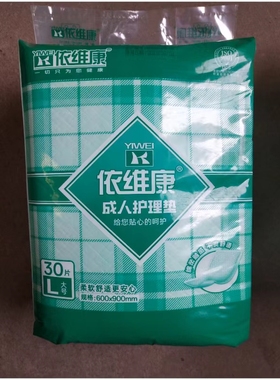 YIWEI
依维康®
一切只为您健康
ISO
YIWEI
依维康®
成人护理垫
给您贴心的呵护
30片
L大号
柔软舒适更安心
规格:600x900mm